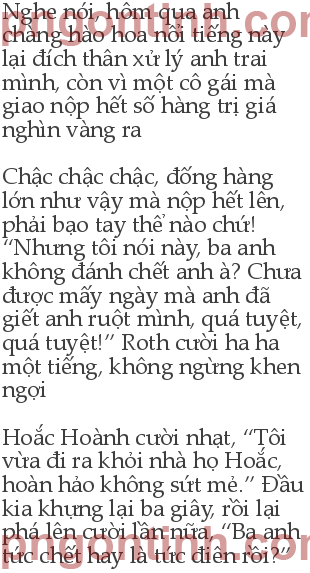 Nghe nói, hôm qua anh
chàng hào hoa nổi tiếng này
lại đích thân xử lý anh trai
mình, còn vì một cô gái mà
giao nộp hết số hàng trị giá
nghìn vàng ra
Chậc chậc chậc, đống hàng
lớn như vậy mà nộp hết lên,
phải bạo tay thể nào chứ!
“Nhưng tôi nói này, ba anh
không đánh chết anh à? Chưa
được mấy ngày mà anh đã
giết anh ruột mình, quá tuyệt,
quá tuyệt!” Roth cười ha ha
một tiếng, không ngừng khen
ngợi
Hoắc Hoành cười nhạt, “Tôi
vừa đi ra khỏi nhà họ Hoắc,
hoàn hảo không sứt mẻ.” Đầu
kia khựng lại ba giây, rồi lại
phá lên cười lần nữa, “Ba anh
tức chết hay là tức điên rồi?”